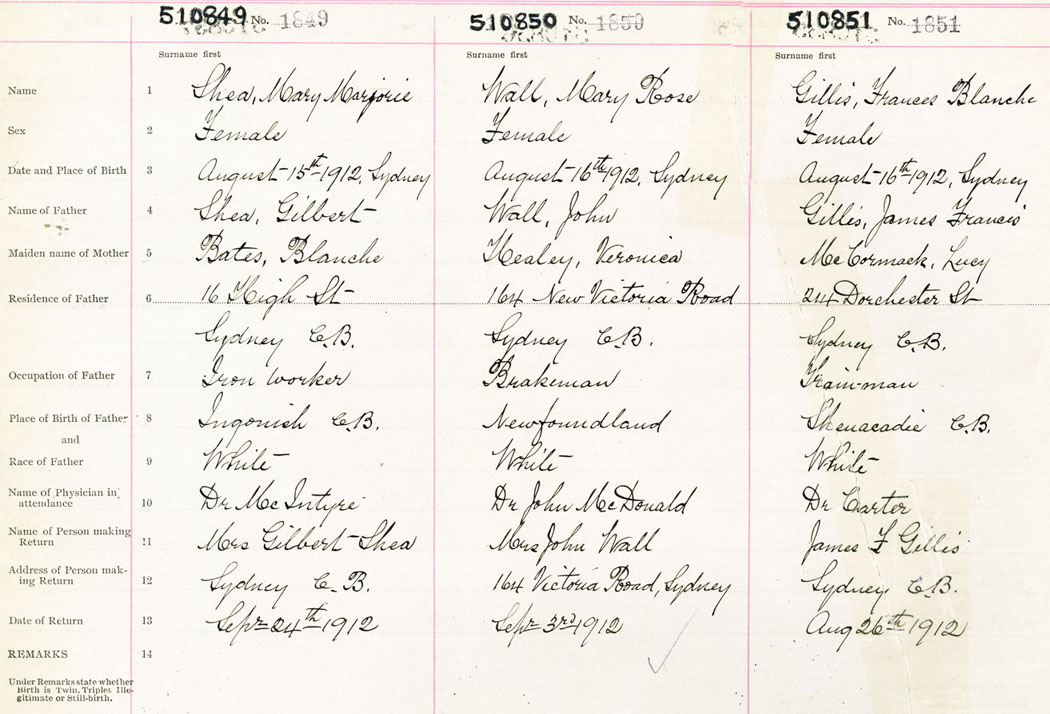 510849 No. 1849 510850 No. 1850 510851 No. 1851
Surname first Surname first Surname first
Name 1 Shea, Mary Marjorie Wall, Mary Rose Gillis, Frances Blanche
Sex 2 Female Female Female
Date and Place of Birth 3 August 15th 1912, Sydney August 16th 1912, Sydney August 16th 1912, Sydney
Name of Father 4 Shea, Gilbert Wall, John Gillis, James Francis
Maiden name of Mother 5 Bates, Blanche Healey, Veronica McCormack, Lucy
Residence of Father 6 16 High St 164 New Victoria Road 24 Dorchester St
Sydney C.B. Sydney C.B. Sydney C.B.
Occupation of Father 7 Iron worker Brakeman Train-man
Place of Birth of Father 8 Ingonish C.B. Newfoundland Shenacadie C.B.
and
Race of Father 9 White White White
Name of Physician in attendance 10 Dr McIntyre Dr John McDonald Dr Carter
Name of Person making Return 11 Mrs Gilbert Shea Mrs John Wall James F Gillis
Address of Person mak-ing Return 12 Sydney C.B. 164 Victoria Road, Sydney Sydney C.B.
Date of Return 13 Sepr 24th 1912 Sepr 3rd 1912 Aug 26th 1912
REMARKS 14
Under Remarks state whether
Birth is Twin, Triplet, Ille-
gitimate or Still-birth.